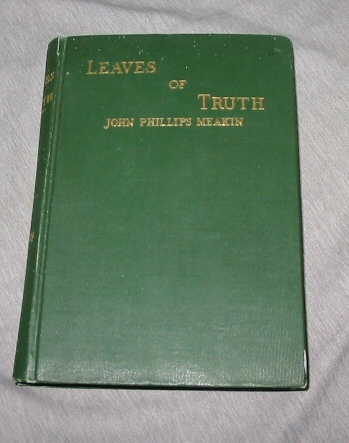 LEAVES
OF
TRUTH
JOHN PHILLIPS MEAKIN